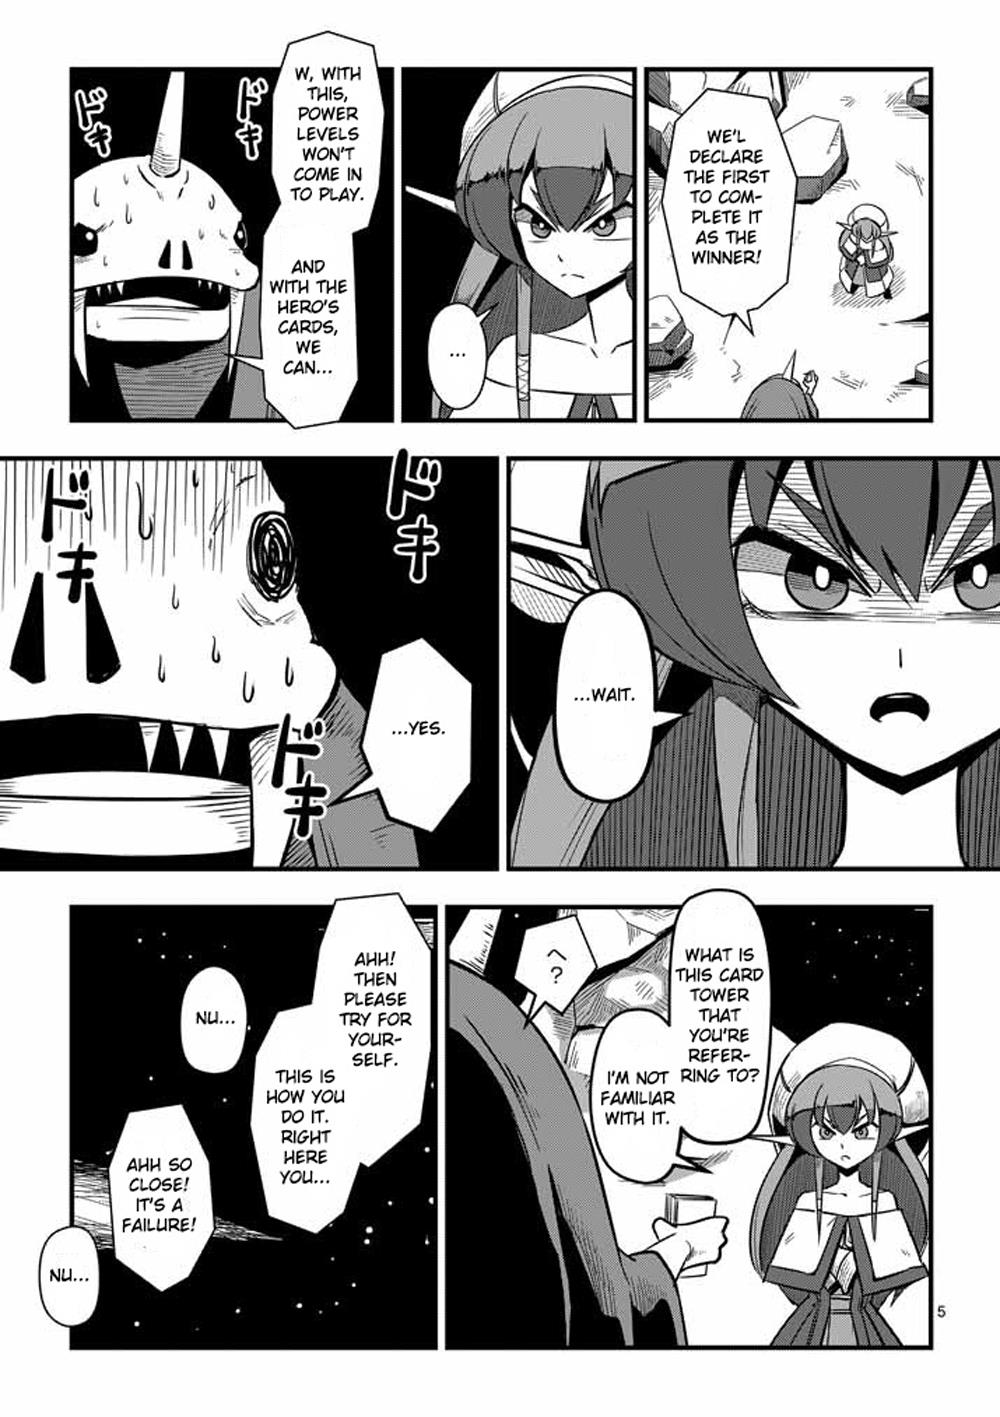 WE'L
DECLARE
THE FIRST
TO COM-
PLETE IT
AS THE
WINNER!
...
W, WITH
THIS,
POWER
LEVELS
WON'T
COME IN
TO PLAY.
AND
WITH THE
HERO'S
CARDS,
WE
CAN...
ドキ
ドキ
...WAIT.
...YES.
ドキ
ドキ
ドキ
WHAT IS
THIS CARD
TOWER
THAT
YOU'RE
REFER-
RING TO?
I'M NOT
FAMILIAR
WITH IT.
へ?
AHH!
THEN
PLEASE
TRY FOR
YOUR-
SELF.
THIS IS
HOW YOU
DO IT.
RIGHT
HERE
YOU...
NU...
AHH SO
CLOSE!
IT'S A
FAILURE!
NU...
5